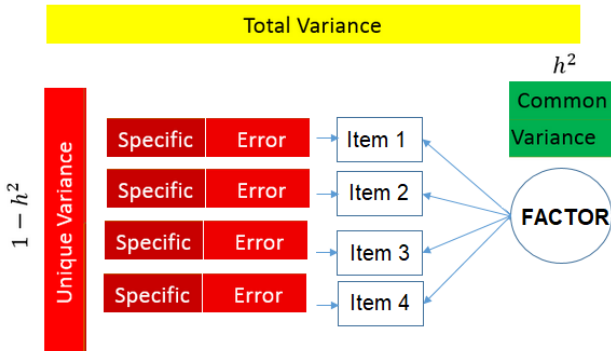 Total Variance
h²
Common
Variance
1 − h²
Unique Variance
Specific Error Item 1
Specific Error Item 2
FACTOR
Specific Error Item 3
Specific Error Item 4